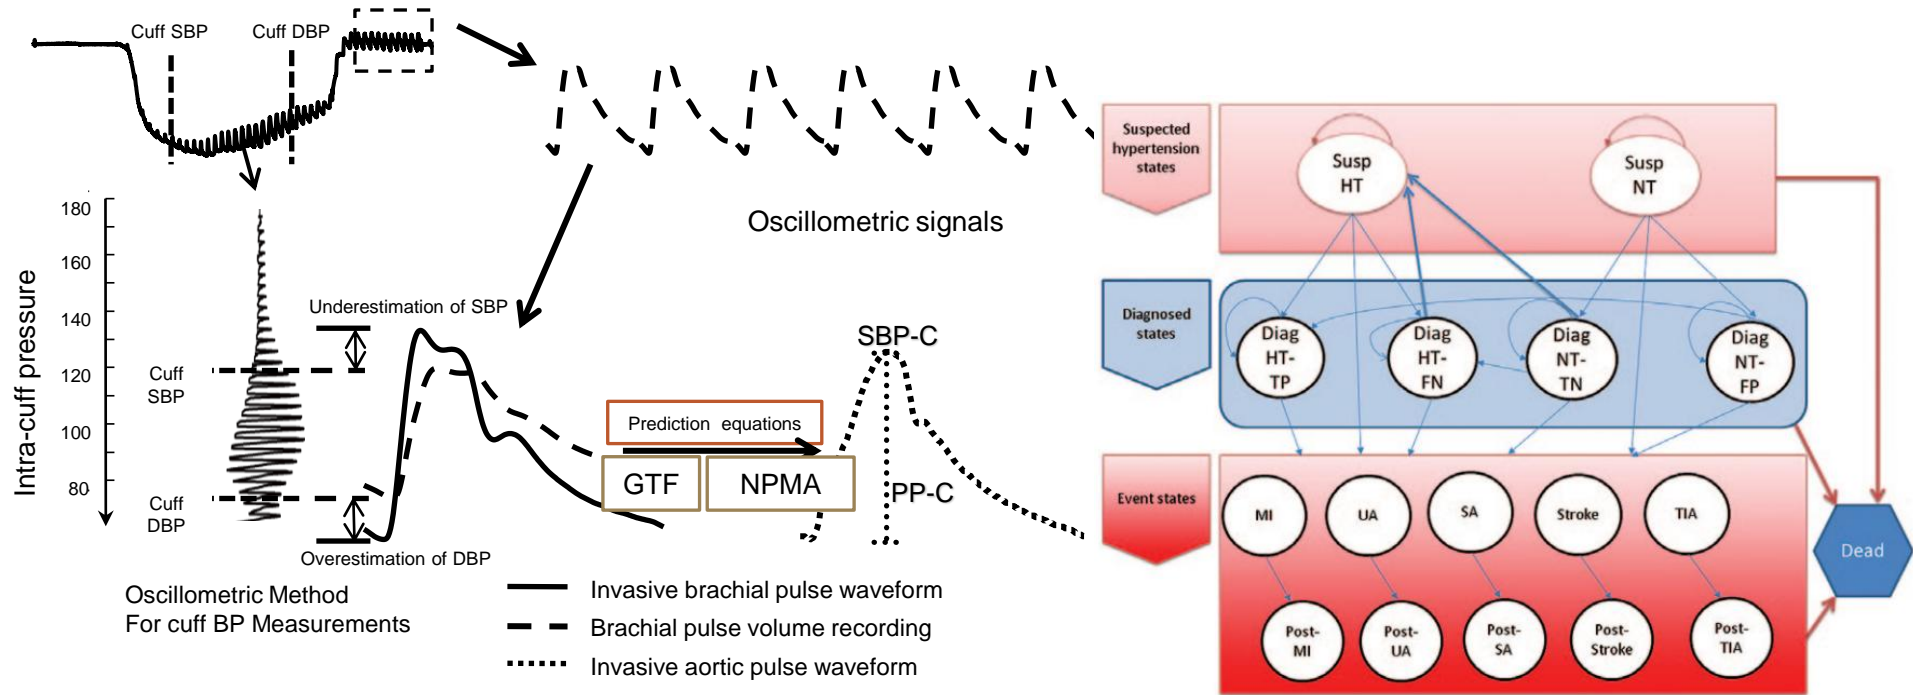 Cuff SBP
Cuff DBP
Oscillometric signals
Intra-cuff pressure
180
160
140
120
100
80
Cuff
SBP
Cuff
DBP
Underestimation of SBP
Overestimation of DBP
Prediction equations
GTF
NPMA
SBP-C
PP-C
Oscillometric Method
For cuff BP Measurements
Invasive brachial pulse waveform
Brachial pulse volume recording
Invasive aortic pulse waveform
Suspected
hypertension
states
Susp
HT
Susp
NT
Diagnosed
states
Diag
HT-
TP
Diag
HT-
FN
Diag
NT-
TN
Diag
NT-
FP
Event states
MI
UA
SA
Stroke
TIA
Post-
MI
Post-
UA
Post-
SA
Post-
Stroke
Post-
TIA
Dead